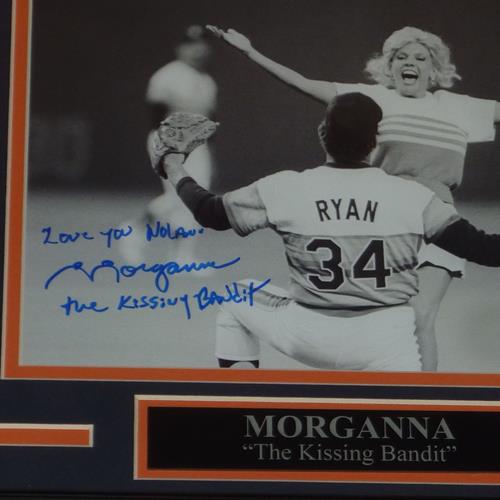 RYAN
34
Love you Nolan.
Morganna
the Kissing Bandit
MORGANNA
“The Kissing Bandit”